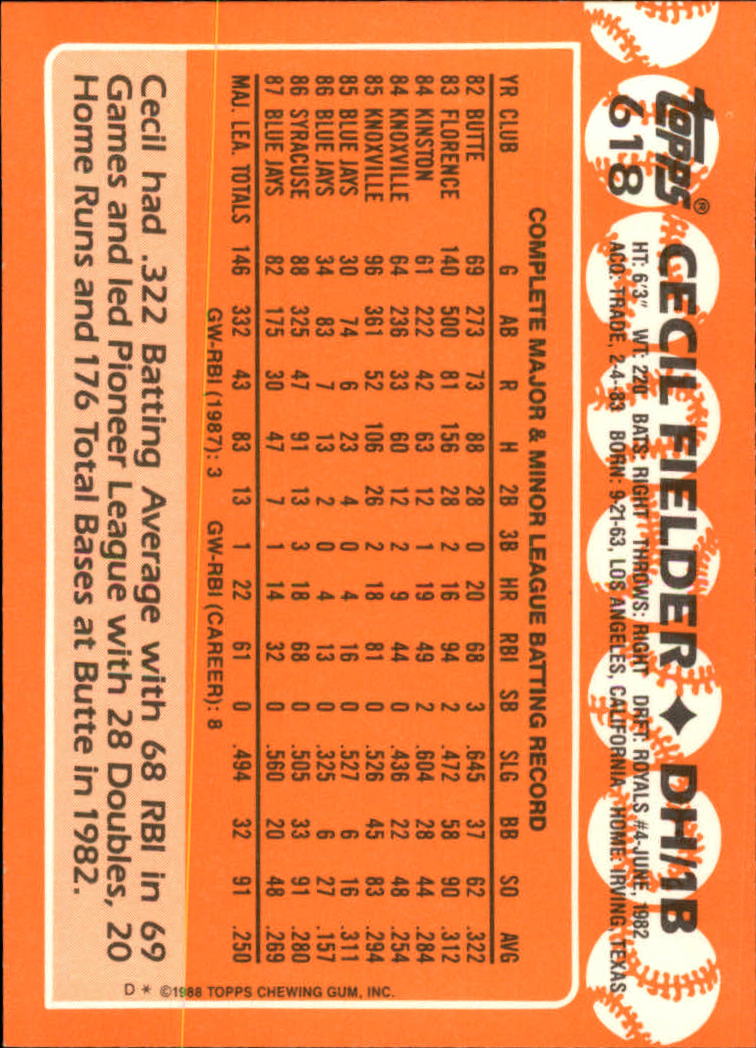 topps®
618
CECIL FIELDER ♦ DH/1B
HT: 6'3" WT: 220 BATS: RIGHT THROWS: RIGHT DRFT: ROYALS #4-JUNE, 1982
ACQ: TRADE, 2-4-83 BORN: 9-21-63, LOS ANGELES, CALIFORNIA HOME: IRVING, TEXAS
COMPLETE MAJOR & MINOR LEAGUE BATTING RECORD
YR CLUB G AB R H 2B 3B HR RBI SB SLG BB SO AVG
82 BUTTE 69 273 73 88 28 0 20 68 3 .645 37 62 .322
83 FLORENCE 140 500 81 156 28 2 16 94 2 .472 58 90 .312
84 KINSTON 61 222 42 63 12 1 19 49 2 .604 28 44 .284
84 KNOXVILLE 64 236 33 60 12 2 9 44 0 .436 22 48 .254
85 KNOXVILLE 96 361 52 106 26 2 18 81 0 .526 45 83 .294
85 BLUE JAYS 30 74 6 23 4 0 4 16 0 .527 6 16 .311
86 BLUE JAYS 34 83 7 13 2 0 4 13 0 .325 6 27 .157
86 SYRACUSE 88 325 47 91 13 3 18 68 0 .505 33 91 .280
87 BLUE JAYS 82 175 30 47 7 1 14 32 0 .560 20 48 .269
MAJ. LEA. TOTALS 146 332 43 83 13 1 22 61 0 .494 32 91 .250
GW-RBI (1987): 3 GW-RBI (CAREER): 8
Cecil had .322 Batting Average with 68 RBI in 69
Games and led Pioneer League with 28 Doubles, 20
Home Runs and 176 Total Bases at Butte in 1982.
D * ©1988 TOPPS CHEWING GUM, INC.